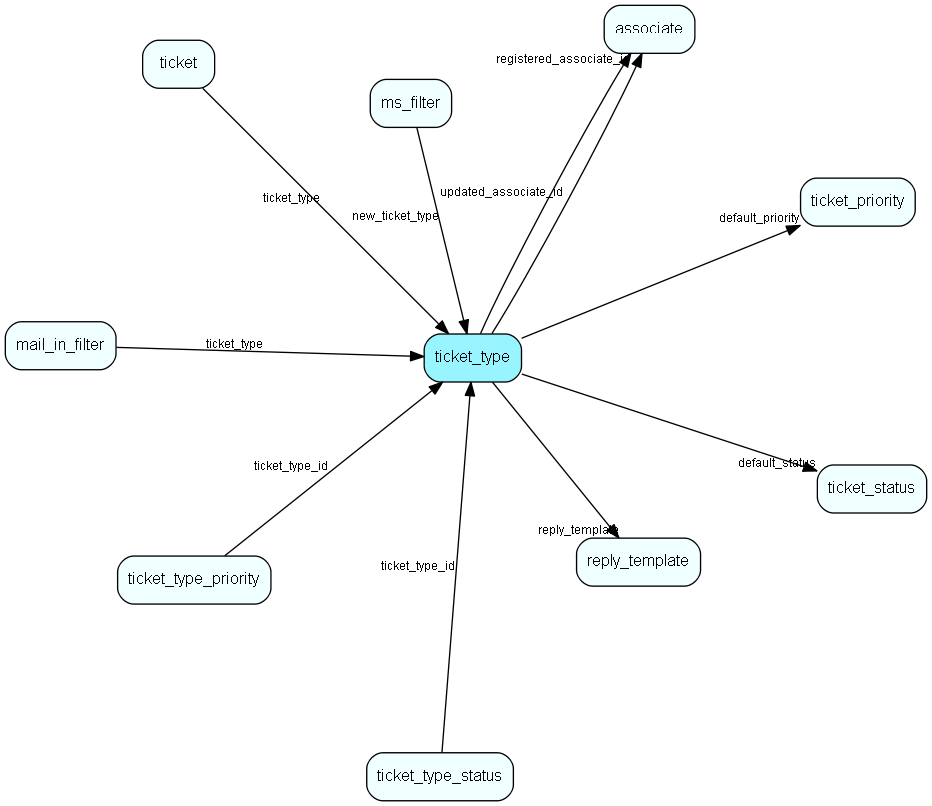 associate
ticket
registered_associate_id
ms_filter
updated_associate_id
ticket_type
new_ticket_type
ticket_priority
default_priority
mail_in_filter
ticket_type
ticket_type
ticket_type_id
default_status
ticket_status
reply_template
reply_template
ticket_type_id
ticket_type_priority
ticket_type_status